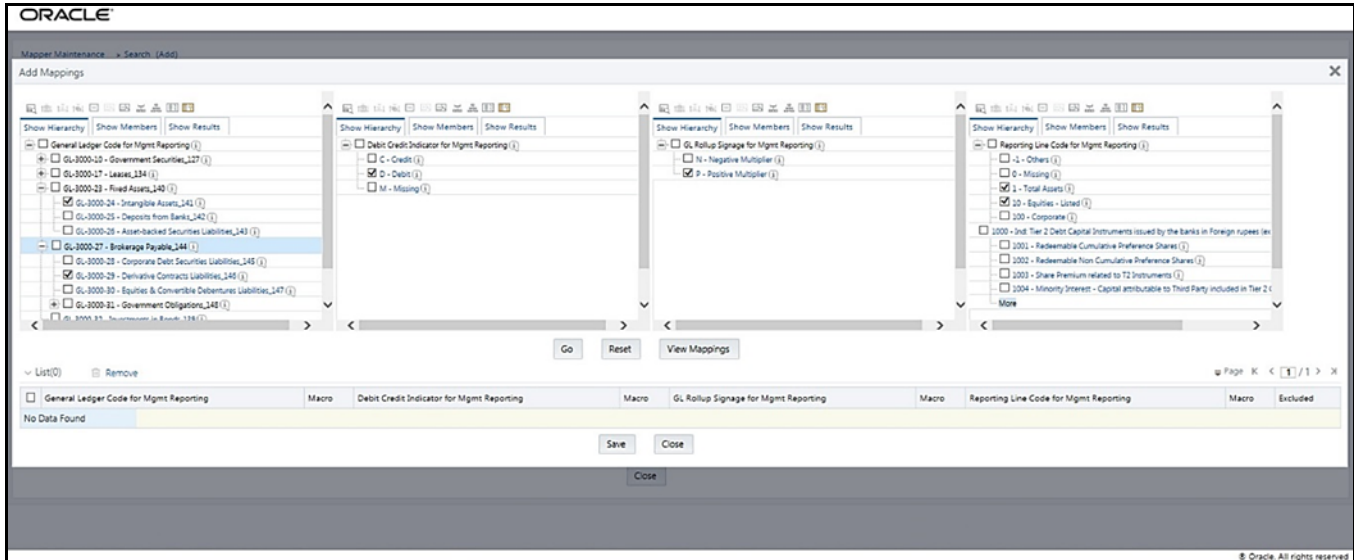 ORACLE
Mapper Maintenance > Search (Add)
Add Mappings
Show Hierarchy Show Members Show Results
General Ledger Code for Mgmt Reporting
GL-3000-10 - Government Securities_127
GL-3000-17 - Leases_134
GL-3000-23 - Fixed Assets_140
GL-3000-24 - Intangible Assets_141
GL-3000-25 - Deposits from Banks_142
GL-3000-26 - Asset-backed Securities Liabilities_143
GL-3000-27 - Brokerage Payable_144
GL-3000-28 - Corporate Debt Securities Liabilities_145
GL-3000-29 - Derivative Contracts Liabilities_146
GL-3000-30 - Equities & Convertible Debentures Liabilities_147
GL-3000-31 - Government Obligations_148
GL-3000-32 - Investments in Bonds_139
Show Hierarchy Show Members Show Results
Debit Credit Indicator for Mgmt Reporting
C - Credit
D - Debit
M - Missing
Show Hierarchy Show Members Show Results
GL Rollup Signage for Mgmt Reporting
N - Negative Multiplier
P - Positive Multiplier
Show Hierarchy Show Members Show Results
Reporting Line Code for Mgmt Reporting
-1 - Others
0 - Missing
1 - Total Assets
10 - Equities - Listed
100 - Corporate
1000 - Ind: Tier 2 Debt Capital Instruments issued by the banks in Foreign rupees (ex
1001 - Redeemable Cumulative Preference Shares
1002 - Redeemable Non Cumulative Preference Shares
1003 - Share Premium related to T2 Instruments
1004 - Minority Interest - Capital attributable to Third Party included in Tier 2
More
Go Reset View Mappings
List(0) Remove
Page K < 1 / 1 >
General Ledger Code for Mgmt Reporting Macro Debit Credit Indicator for Mgmt Reporting Macro GL Rollup Signage for Mgmt Reporting Macro Reporting Line Code for Mgmt Reporting Macro Excluded
No Data Found
Save Close
Close
® Oracle. All rights reserved